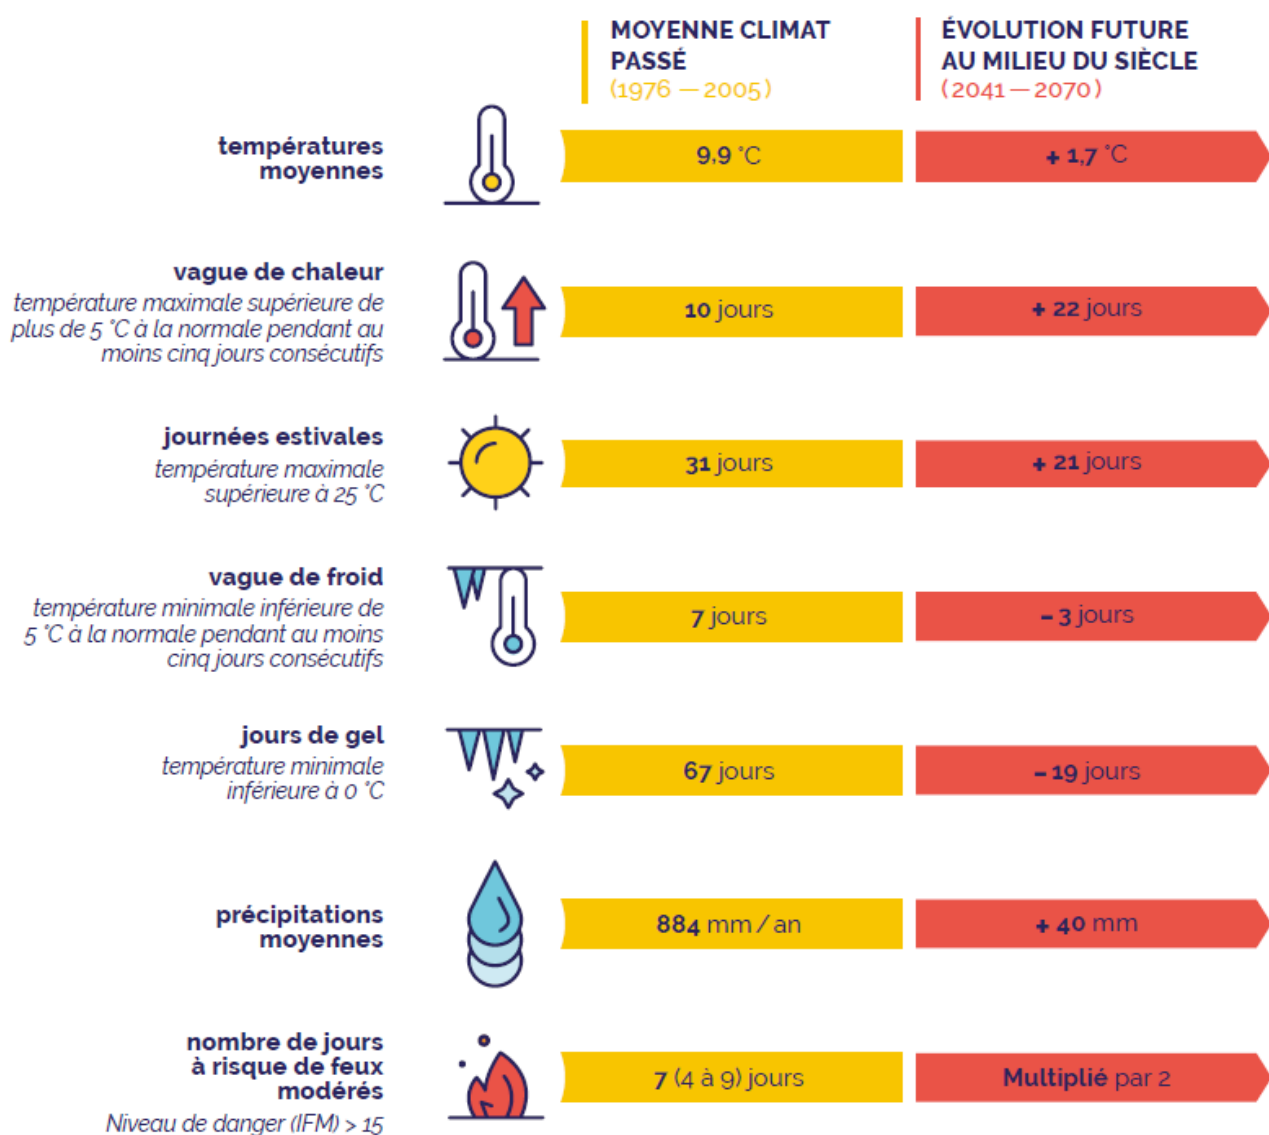 MOYENNE CLIMAT
PASSÉ
(1976 — 2005)
ÉVOLUTION FUTURE
AU MILIEU DU SIÈCLE
(2041 — 2070)
températures
moyennes
9,9 °C
+ 1,7 °C
vague de chaleur
température maximale supérieure de
plus de 5 °C à la normale pendant au
moins cinq jours consécutifs
10 jours
+ 22 jours
journées estivales
température maximale
supérieure à 25 °C
31 jours
+ 21 jours
vague de froid
température minimale inférieure de
5 °C à la normale pendant au moins
cinq jours consécutifs
7 jours
– 3 jours
jours de gel
température minimale
inférieure à 0 °C
67 jours
– 19 jours
précipitations
moyennes
884 mm / an
+ 40 mm
nombre de jours
à risque de feux
modérés
Niveau de danger (IFM) > 15
7 (4 à 9) jours
Multiplié par 2